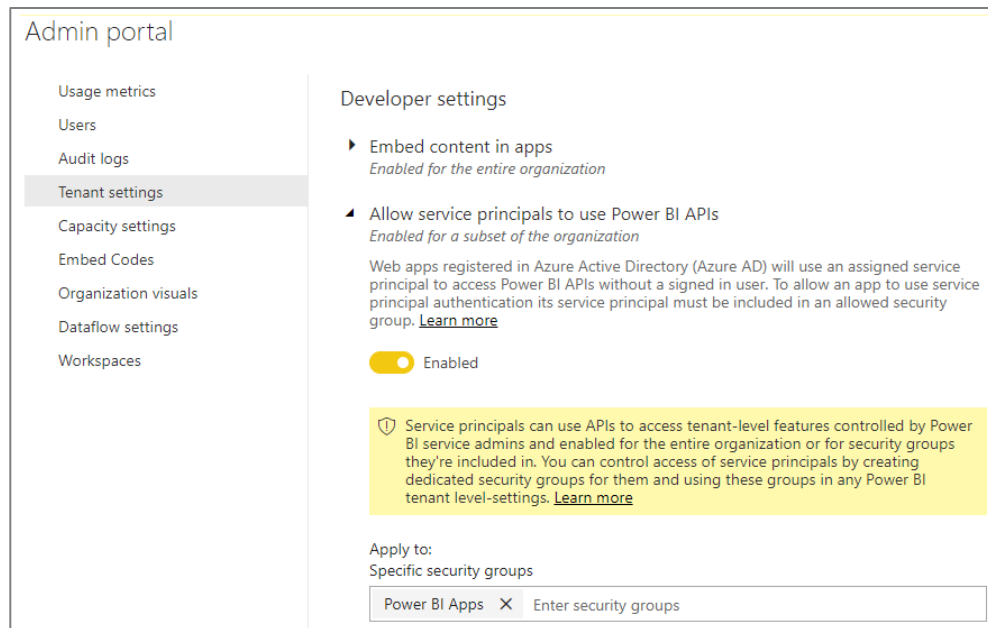 Admin portal
Usage metrics
Users
Audit logs
Tenant settings
Capacity settings
Embed Codes
Organization visuals
Dataflow settings
Workspaces
Developer settings
Embed content in apps
Enabled for the entire organization
Allow service principals to use Power BI APIs
Enabled for a subset of the organization
Web apps registered in Azure Active Directory (Azure AD) will use an assigned service
principal to access Power BI APIs without a signed in user. To allow an app to use service
principal authentication its service principal must be included in an allowed security
group. Learn more
Enabled
Service principals can use APIs to access tenant-level features controlled by Power
BI service admins and enabled for the entire organization or for security groups
they're included in. You can control access of service principals by creating
dedicated security groups for them and using these groups in any Power BI
tenant level-settings. Learn more
Apply to:
Specific security groups
Power BI Apps X Enter security groups